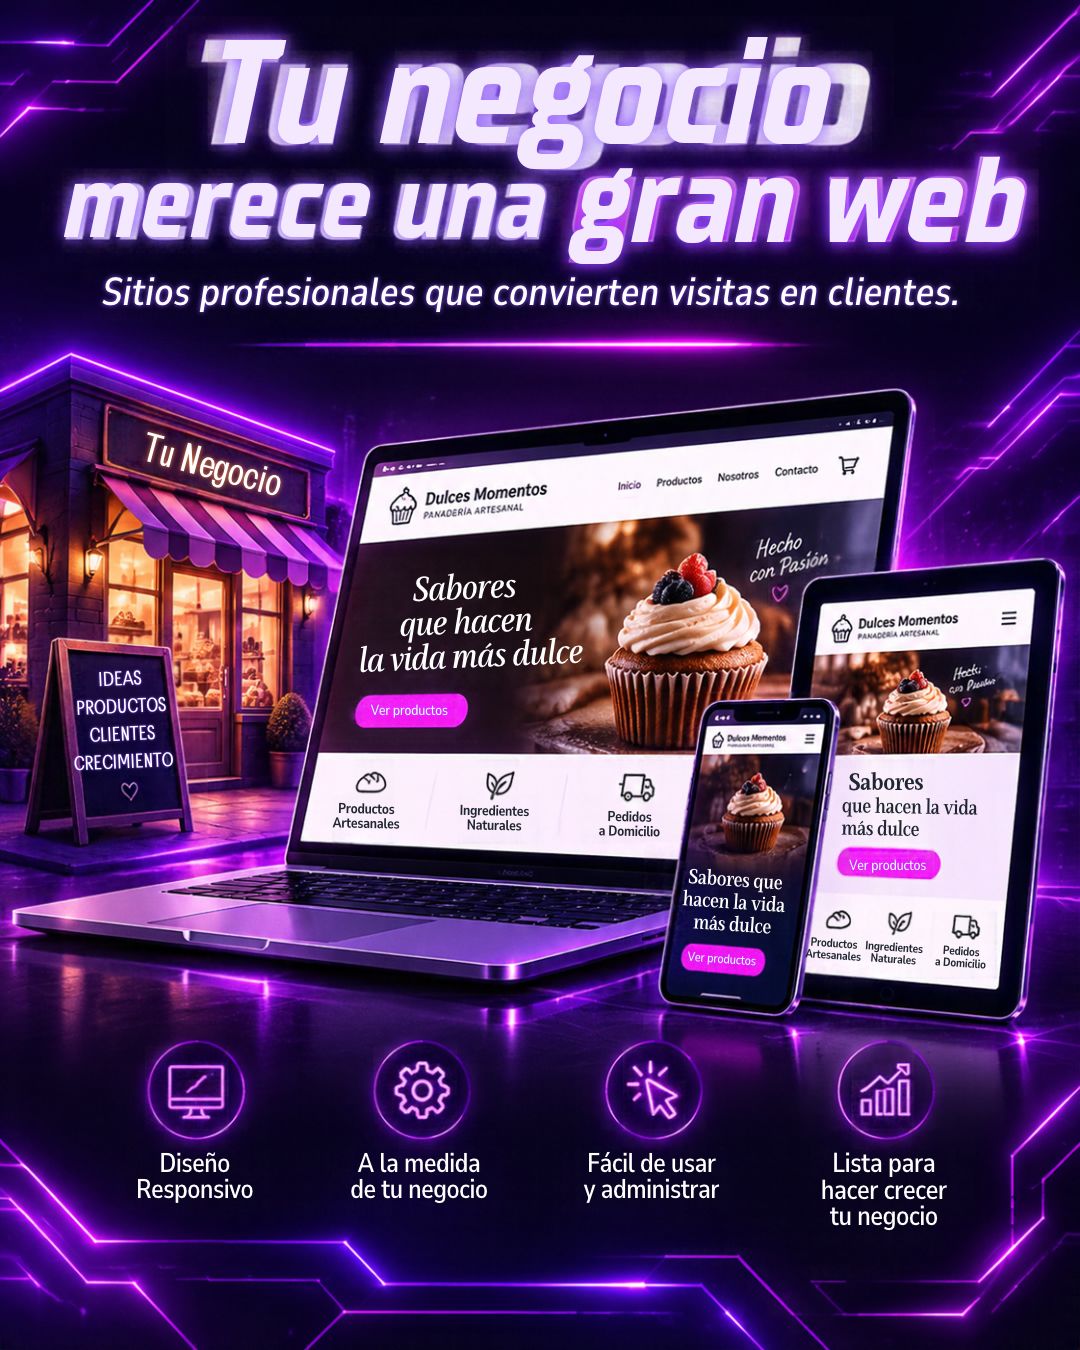 Tu negocio
merece una gran web
Sitios profesionales que convierten visitas en clientes.
Tu Negocio
IDEAS
PRODUCTOS
CLIENTES
CRECIMIENTO
Dulces Momentos
PANADERÍA ARTESANAL
Inicio Productos Nosotros Contacto
Hecho
con Pasión
Sabores
que hacen
la vida más dulce
Ver productos
Productos
Artesanales
Ingredientes
Naturales
Pedidos
a Domicilio
Dulces Momentos
PANADERÍA ARTESANAL
Sabores
que hacen la vida
más dulce
Ver productos
Productos
Artesanales
Ingredientes
Naturales
Pedidos
a Domicilio
Dulces Momentos
Sabores que
hacen la vida
más dulce
Ver productos
Diseño
Responsivo
A la medida
de tu negocio
Fácil de usar
y administrar
Lista para
hacer crecer
tu negocio